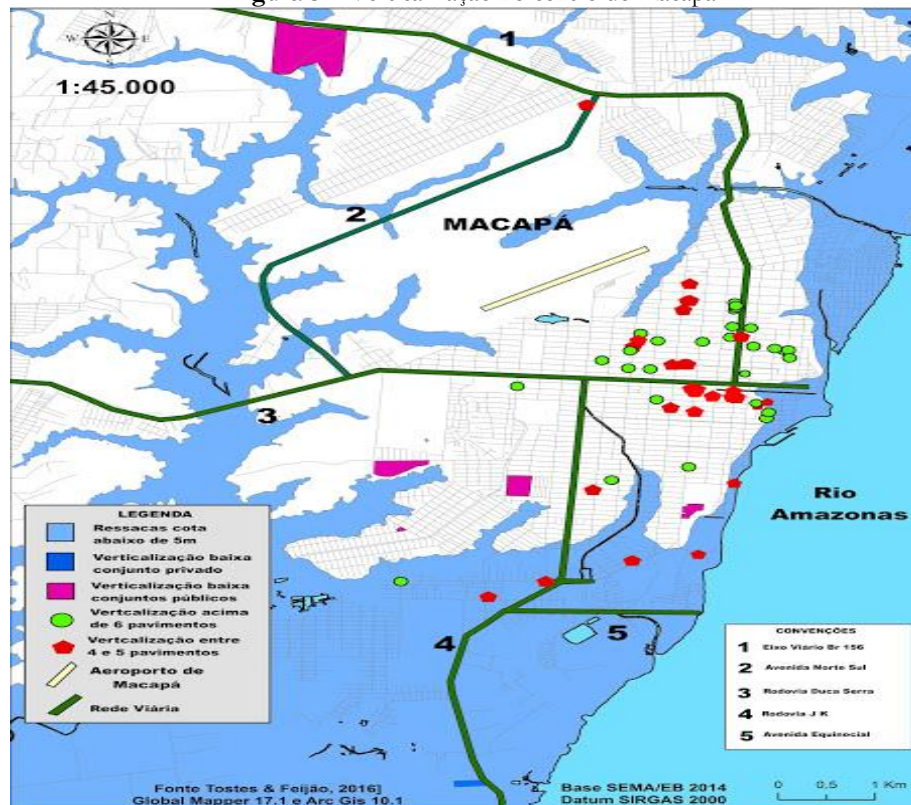 N
W
E
S
1:45.000
1
2
MACAPÁ
3
Rio
Amazonas
LEGENDA
Ressacas cota
abaixo de 5m
Verticalização baixa
conjunto privado
Verticalização baixa
conjuntos públicos
Vertcalização acima
de 6 pavimentos
Vertcalização entre
4 e 5 pavimentos
Aeroporto de
Macapá
Rede Viária
4
5
CONVENÇÕES
1 Eixo Viário Br 156
2 Avenida Norte Sul
3 Rodovia Duca Serra
4 Rodovia J K
5 Avenida Equinocial
Fonte Tostes & Feijão, 2016]
Global Mapper 17.1 e Arc Gis 10.1
Base SEMA/EB 2014
Datum SIRGAS 2000
0 0,5 1 Km